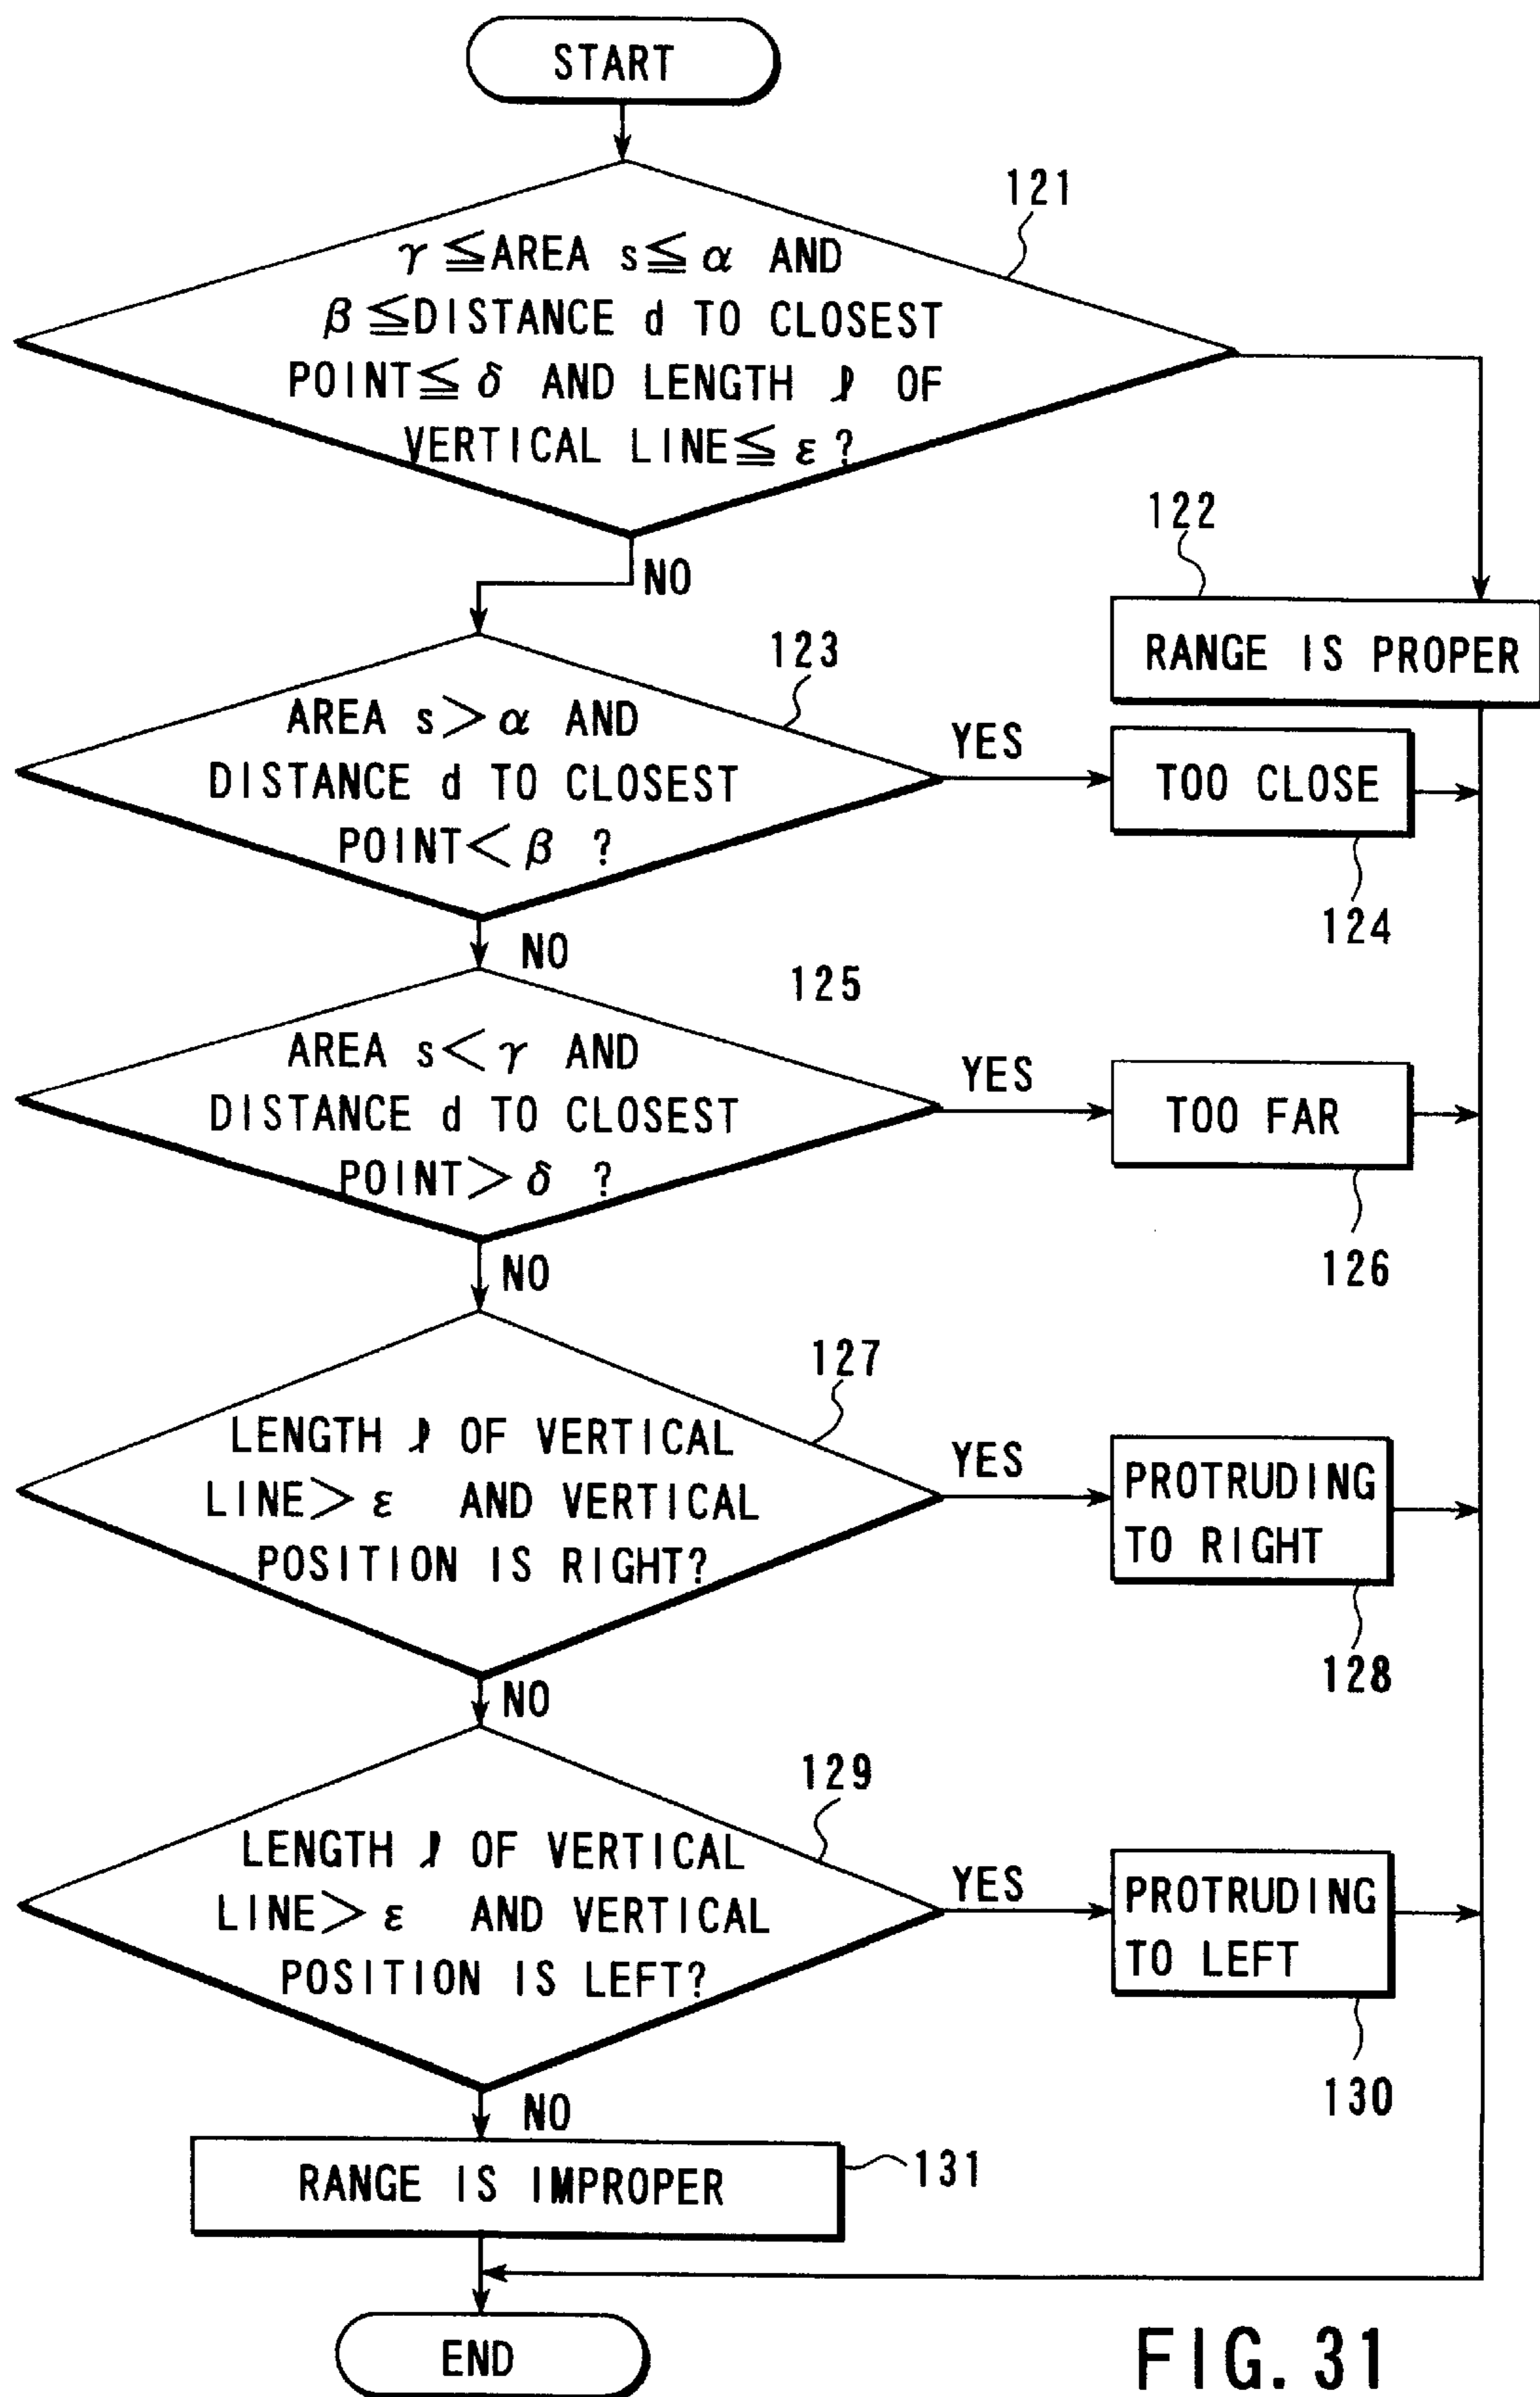 START
121
γ ≦AREA s≦ α AND
β ≦DISTANCE d TO CLOSEST
POINT≦ δ AND LENGTH l OF
VERTICAL LINE≦ ε ?
NO
122
RANGE IS PROPER
123
AREA s> α AND
DISTANCE d TO CLOSEST
POINT< β ?
YES
TOO CLOSE
124
NO
125
AREA s< γ AND
DISTANCE d TO CLOSEST
POINT> δ ?
YES
TOO FAR
126
NO
127
LENGTH l OF VERTICAL
LINE> ε AND VERTICAL
POSITION IS RIGHT?
YES
PROTRUDING
TO RIGHT
128
NO
129
LENGTH l OF VERTICAL
LINE> ε AND VERTICAL
POSITION IS LEFT?
YES
PROTRUDING
TO LEFT
130
NO
RANGE IS IMPROPER
131
END
FIG. 31